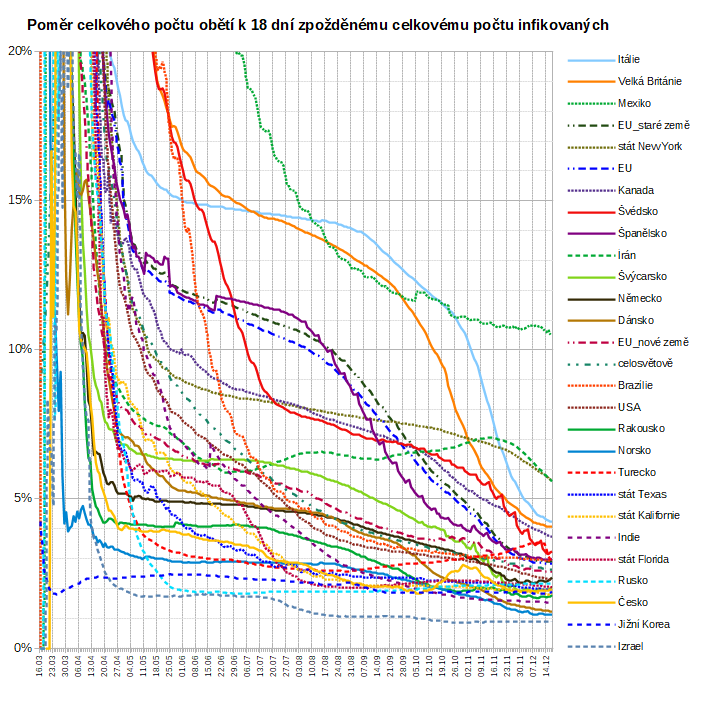 Poměr celkového počtu obětí k 18 dní zpožděnému celkovému počtu infikovaných
20%
15%
10%
5%
0%
16.03 23.03 30.03 06.04 13.04 20.04 27.04 04.05 11.05 18.05 25.05 01.06 08.06 15.06 22.06 29.06 06.07 13.07 20.07 27.07 03.08 10.08 17.08 24.08 31.08 07.09 14.09 21.09 28.09 05.10 12.10 19.10 26.10 02.11 09.11 16.11 23.11 30.11 07.12 14.12
Itálie
Velká Británie
Mexiko
EU_staré země
stát NewYork
EU
Kanada
Švédsko
Španělsko
Irán
Švýcarsko
Německo
Dánsko
EU_nové země
celosvětově
Brazílie
USA
Rakousko
Norsko
Turecko
stát Texas
stát Kalifornie
Indie
stát Florida
Rusko
Česko
Jižní Korea
Izrael